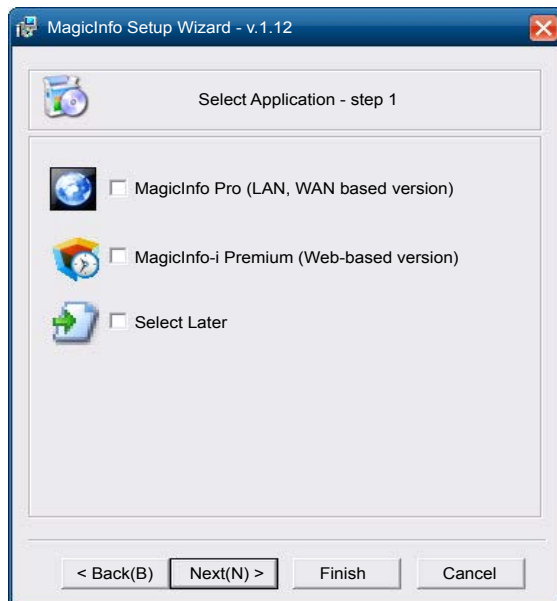 MagicInfo Setup Wizard - v.1.12
Select Application - step 1
MagicInfo Pro (LAN, WAN based version)
MagicInfo-i Premium (Web-based version)
Select Later
< Back(B) Next(N) > Finish Cancel